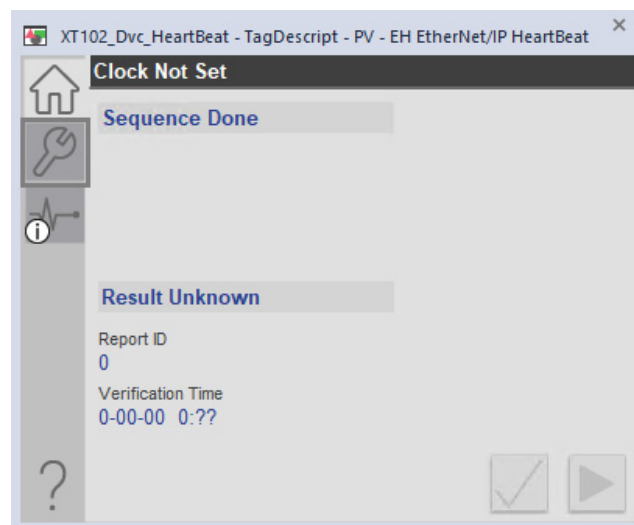 XT102_Dvc_HeartBeat - TagDescript - PV - EH EtherNet/IP HeartBeat
Clock Not Set
Sequence Done
Result Unknown
Report ID
0
Verification Time
0-00-00 0:??